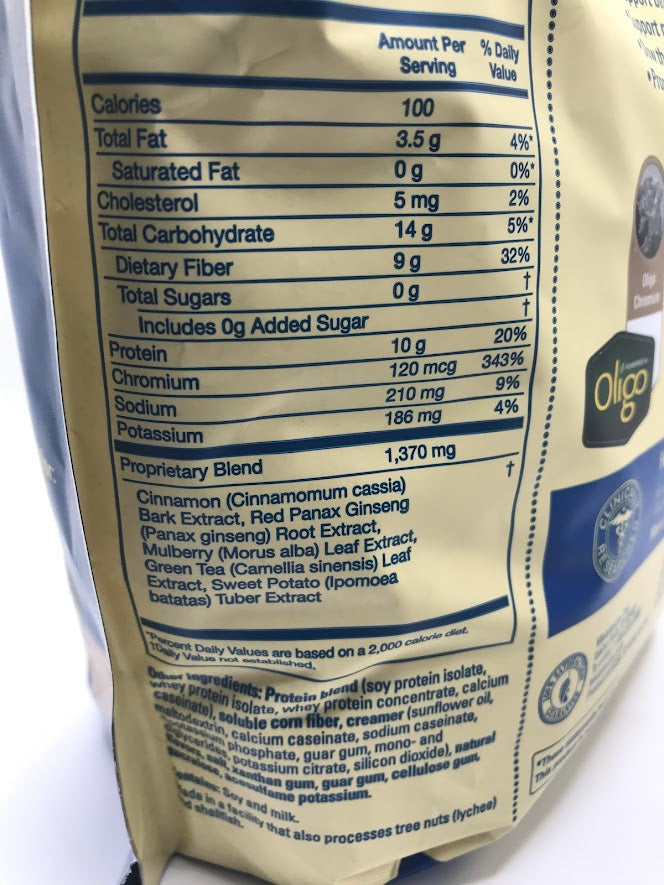 Amount Per Serving % Daily Value
Calories 100
Total Fat 3.5 g 4%*
Saturated Fat 0 g 0%*
Cholesterol 5 mg 2%
Total Carbohydrate 14 g 5%*
Dietary Fiber 9 g 32%
Total Sugars 0 g †
Includes 0g Added Sugar †
Protein 10 g 20%
Chromium 120 mcg 343%
Sodium 210 mg 9%
Potassium 186 mg 4%
Proprietary Blend 1,370 mg †
Cinnamon (Cinnamomum cassia)
Bark Extract, Red Panax Ginseng
(Panax ginseng) Root Extract,
Mulberry (Morus alba) Leaf Extract,
Green Tea (Camellia sinensis) Leaf
Extract, Sweet Potato (Ipomoea
batatas) Tuber Extract
*Percent Daily Values are based on a 2,000 calorie diet.
†Daily Value not established.
Other Ingredients: Protein blend (soy protein isolate,
whey protein isolate, whey protein concentrate, calcium
caseinate), soluble corn fiber, creamer (sunflower oil,
maltodextrin, calcium caseinate, sodium caseinate,
phosphate, guar gum, mono- and
diglycerides, potassium citrate, silicon dioxide), natural
flavors, salt, xanthan gum, guar gum, cellulose gum,
sucralose, acesulfame potassium.
Contains: Soy and milk.
ade in a facility that also processes tree nuts (lychee)
d shellfish.
Oligo
Chromium
Oligo
CLINICAL
*These
This